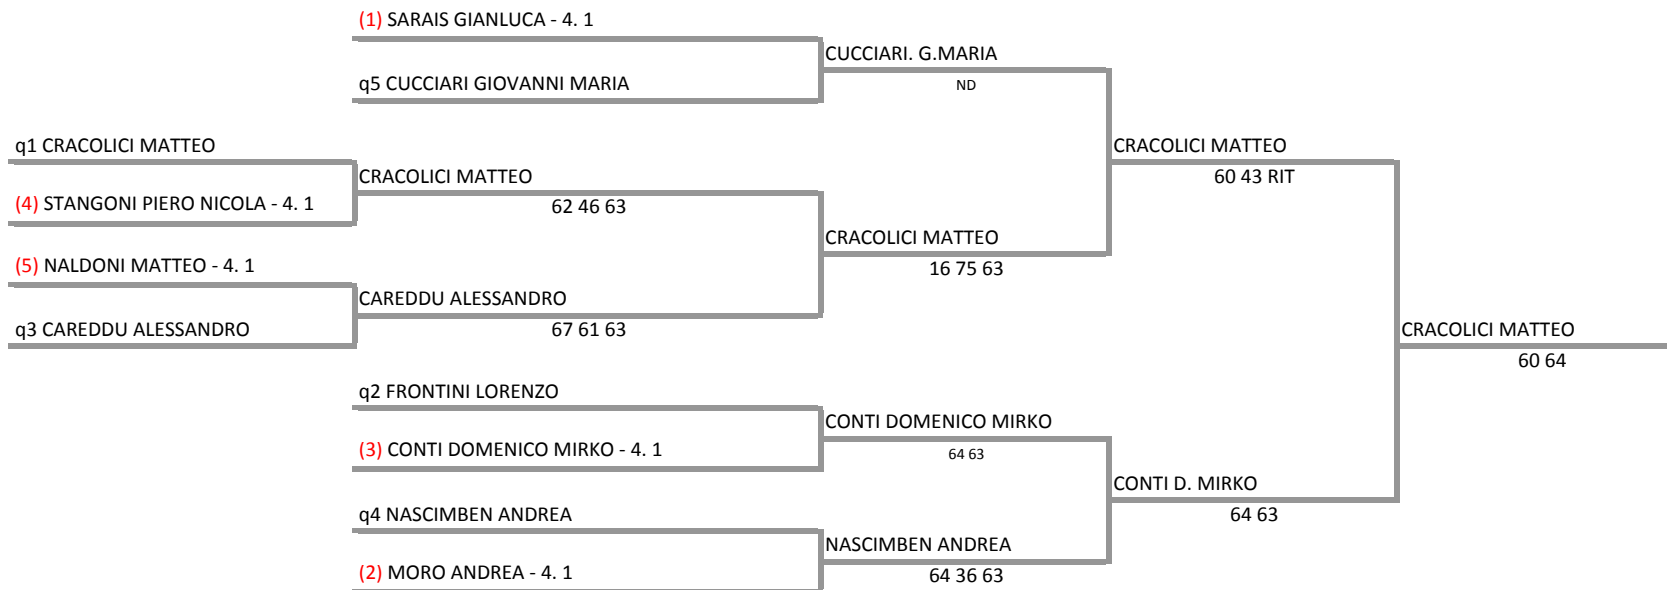 (1) SARAIS GIANLUCA - 4. 1
CUCCIARI. G.MARIA
q5 CUCCIARI GIOVANNI MARIA
ND
q1 CRACOLICI MATTEO
CRACOLICI MATTEO
CRACOLICI MATTEO
60 43 RIT
(4) STANGONI PIERO NICOLA - 4. 1
62 46 63
CRACOLICI MATTEO
(5) NALDONI MATTEO - 4. 1
16 75 63
CAREDDU ALESSANDRO
q3 CAREDDU ALESSANDRO
67 61 63
CRACOLICI MATTEO
60 64
q2 FRONTINI LORENZO
CONTI DOMENICO MIRKO
(3) CONTI DOMENICO MIRKO - 4. 1
64 63
CONTI D. MIRKO
q4 NASCIMBEN ANDREA
64 63
NASCIMBEN ANDREA
(2) MORO ANDREA - 4. 1
64 36 63